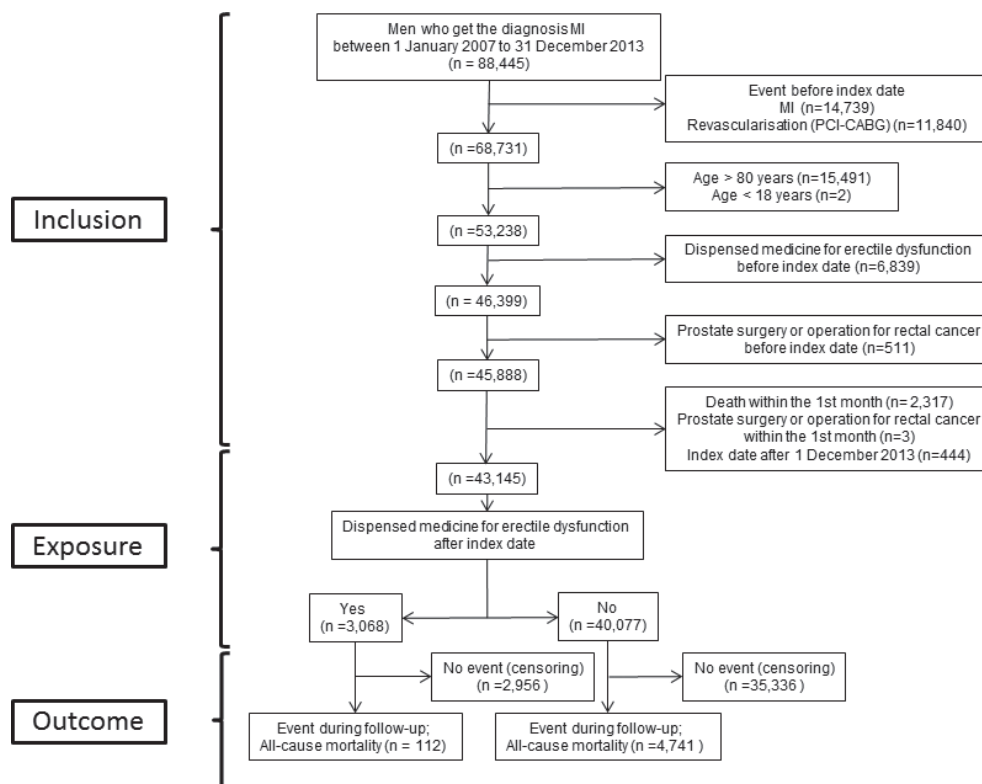 Men who get the diagnosis MI
between 1 January 2007 to 31 December 2013
(n = 88,445)
Event before index date
MI (n=14,739)
Revascularisation (PCI-CABG) (n=11,840)
(n =68,731)
Age > 80 years (n=15,491)
Age < 18 years (n=2)
Inclusion
(n =53,238)
Dispensed medicine for erectile dysfunction
before index date (n=6,839)
(n = 46,399)
Prostate surgery or operation for rectal cancer
before index date (n=511)
(n =45,888)
Death within the 1st month (n= 2,317)
Prostate surgery or operation for rectal cancer
within the 1st month (n=3)
Index date after 1 December 2013 (n=444)
(n =43,145)
Exposure
Dispensed medicine for erectile dysfunction
after index date
Yes
(n =3,068)
No
(n =40,077)
No event (censoring)
(n =2,956 )
No event (censoring)
(n =35,336 )
Outcome
Event during follow-up;
All-cause mortality (n = 112)
Event during follow-up;
All-cause mortality (n =4,741 )